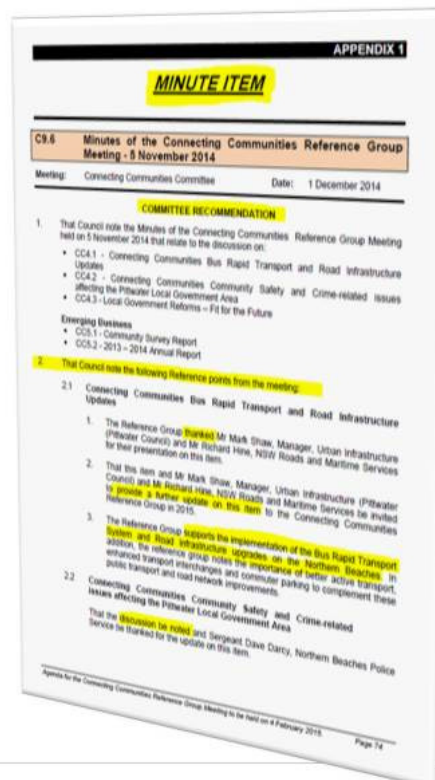 APPENDIX 1
MINUTE ITEM
C9.6 Minutes of the Connecting Communities Reference Group
Meeting - 5 November 2014
Meeting: Connecting Communities Committee Date: 1 December 2014
COMMITTEE RECOMMENDATION
1. That Council note the Minutes of the Connecting Communities Reference Group Meeting
held on 5 November 2014 that relate to the discussion on:
• CC4.1 - Connecting Communities Bus Rapid Transport and Road Infrastructure
Updates
• CC4.2 - Connecting Communities Community Safety and Crime-related issues
affecting the Pittwater Local Government Area
• CC4.3 - Local Government Reforms – Fit for the Future
Emerging Business
• CC5.1 - Community Survey Report
• CC5.2 - 2013 – 2014 Annual Report
2. That Council note the following Reference points from the meeting:
2.1 Connecting Communities Bus Rapid Transport and Road Infrastructure
Updates
1. The Reference Group thanked Mr Mark Shaw, Manager, Urban Infrastructure
(Pittwater Council) and Mr Richard Hine, NSW Roads and Maritime Services
for their presentation on this item.
2. That this item and Mr Mark Shaw, Manager, Urban Infrastructure (Pittwater
Council) and Mr Richard Hine, NSW Roads and Maritime Services be invited
to provide a further update on this item to the Connecting Communities
Reference Group in 2015.
3. The Reference Group supports the implementation of the Bus Rapid Transport
System and Road Infrastructure upgrades on the Northern Beaches. In
addition, the reference group notes the importance of better active transport,
enhanced transport interchanges and commuter parking to complement these
public transport and road network improvements.
2.2 Connecting Communities Community Safety and Crime-related
issues affecting the Pittwater Local Government Area
That the discussion be noted and Sergeant Dave Darcy, Northern Beaches Police
Service be thanked for the update on this item.
Agenda for the Connecting Communities Reference Group Meeting to be held on 4 February 2015. Page 74